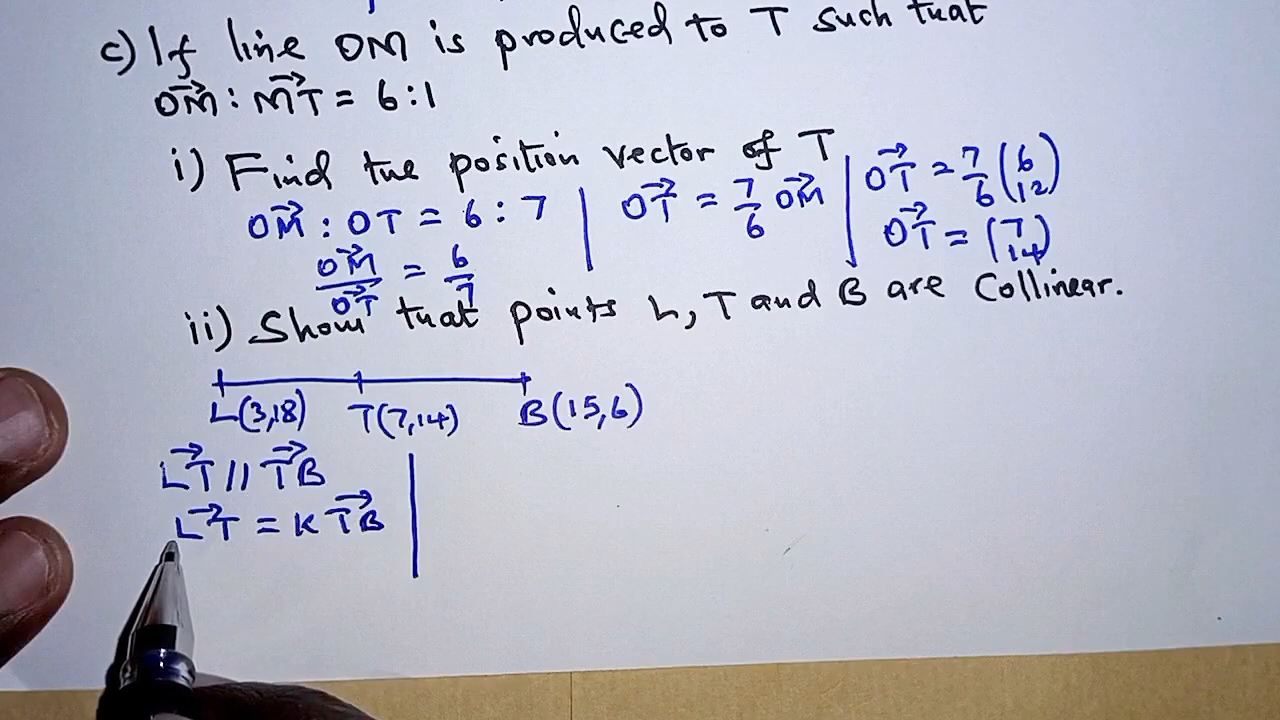 c) If line OM is produced to T such that
OM→ : MT→ = 6:1
i) Find the position vector of T
OM→ : OT = 6 : 7 | OT→ = 7/6 OM→ | OT→ = 7/6 (6 12)
OM→/OT→ = 6/7 OT→ = (7 14)
ii) Show that points L, T and B are Collinear.
L(3,18) T(7,14) B(15,6)
LT→ // TB→
LT→ = K TB→